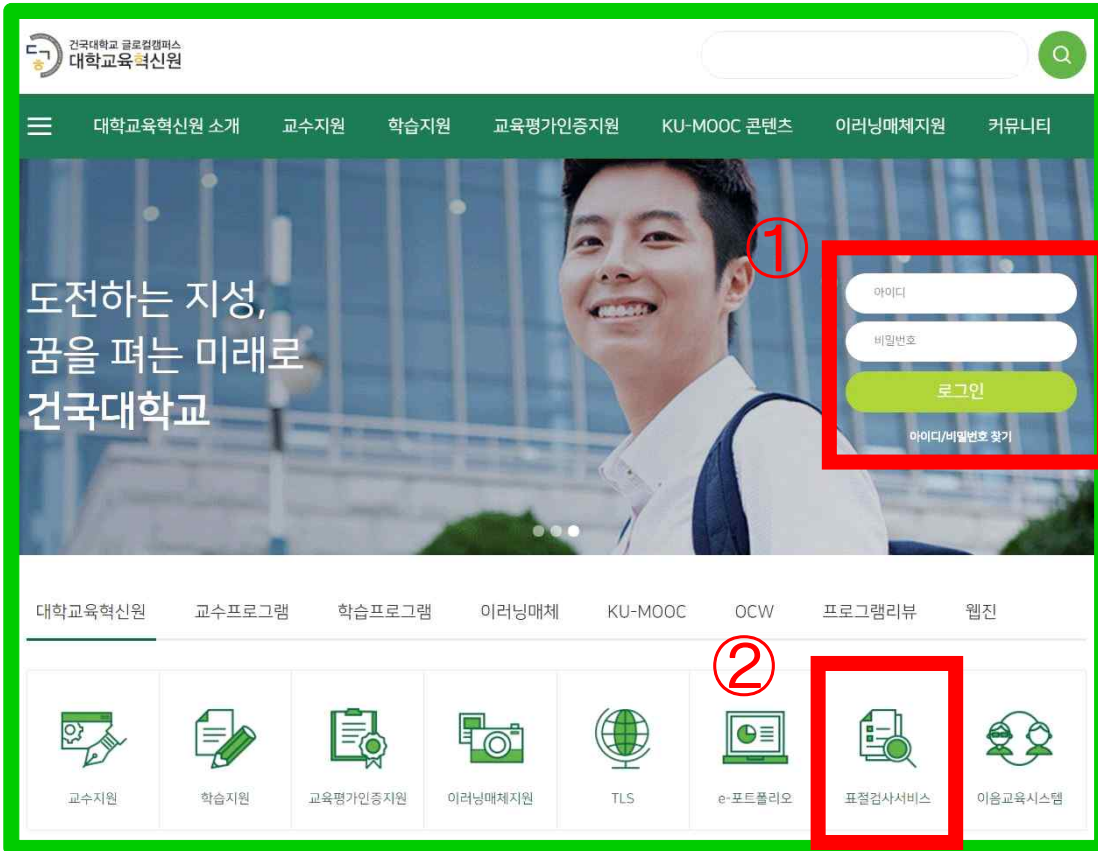 건국대학교 글로컬캠퍼스
대학교육혁신원
대학교육혁신원 소개 교수지원 학습지원 교육평가인증지원 KU-MOOC 콘텐츠 이러닝매체지원 커뮤니티
①
도전하는 지성,
꿈을 펴는 미래로
건국대학교
아이디
비밀번호
로그인
아이디/비밀번호 찾기
대학교육혁신원 교수프로그램 학습프로그램 이러닝매체 KU-MOOC OCW 프로그램리뷰 웹진
②
교수지원 학습지원 교육평가인증지원 이러닝매체지원 TLS e-포트폴리오 표절검사서비스 이음교육시스템